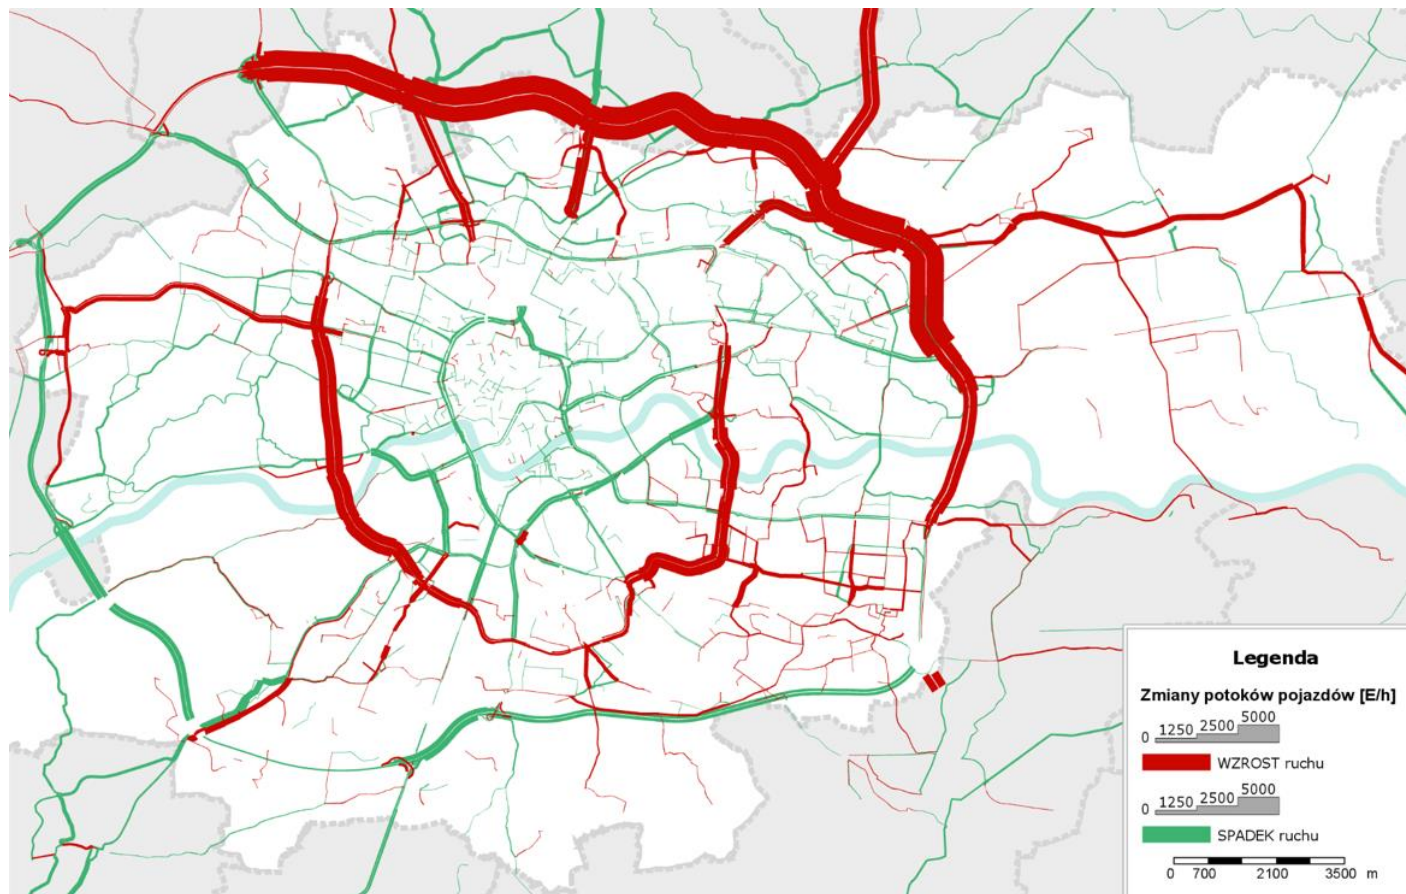 Legenda
Zmiany potoków pojazdów [E/h]
0 1250 2500 5000
WZROST ruchu
0 1250 2500 5000
SPADEK ruchu
0 700 2100 3500 m